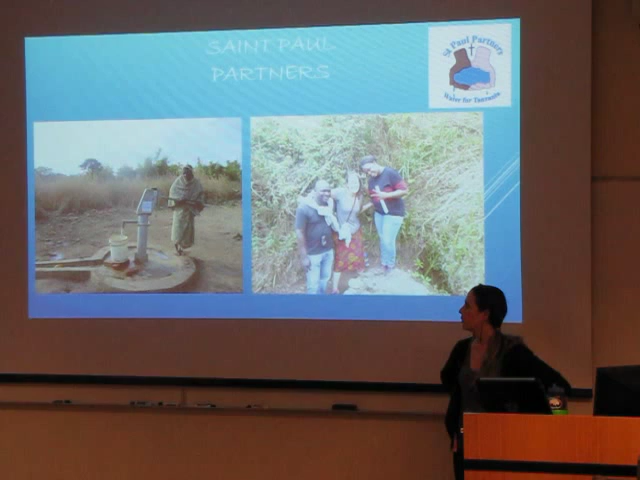 SAINT PAUL
PARTNERS
St Paul Partners
Water for Tanzania